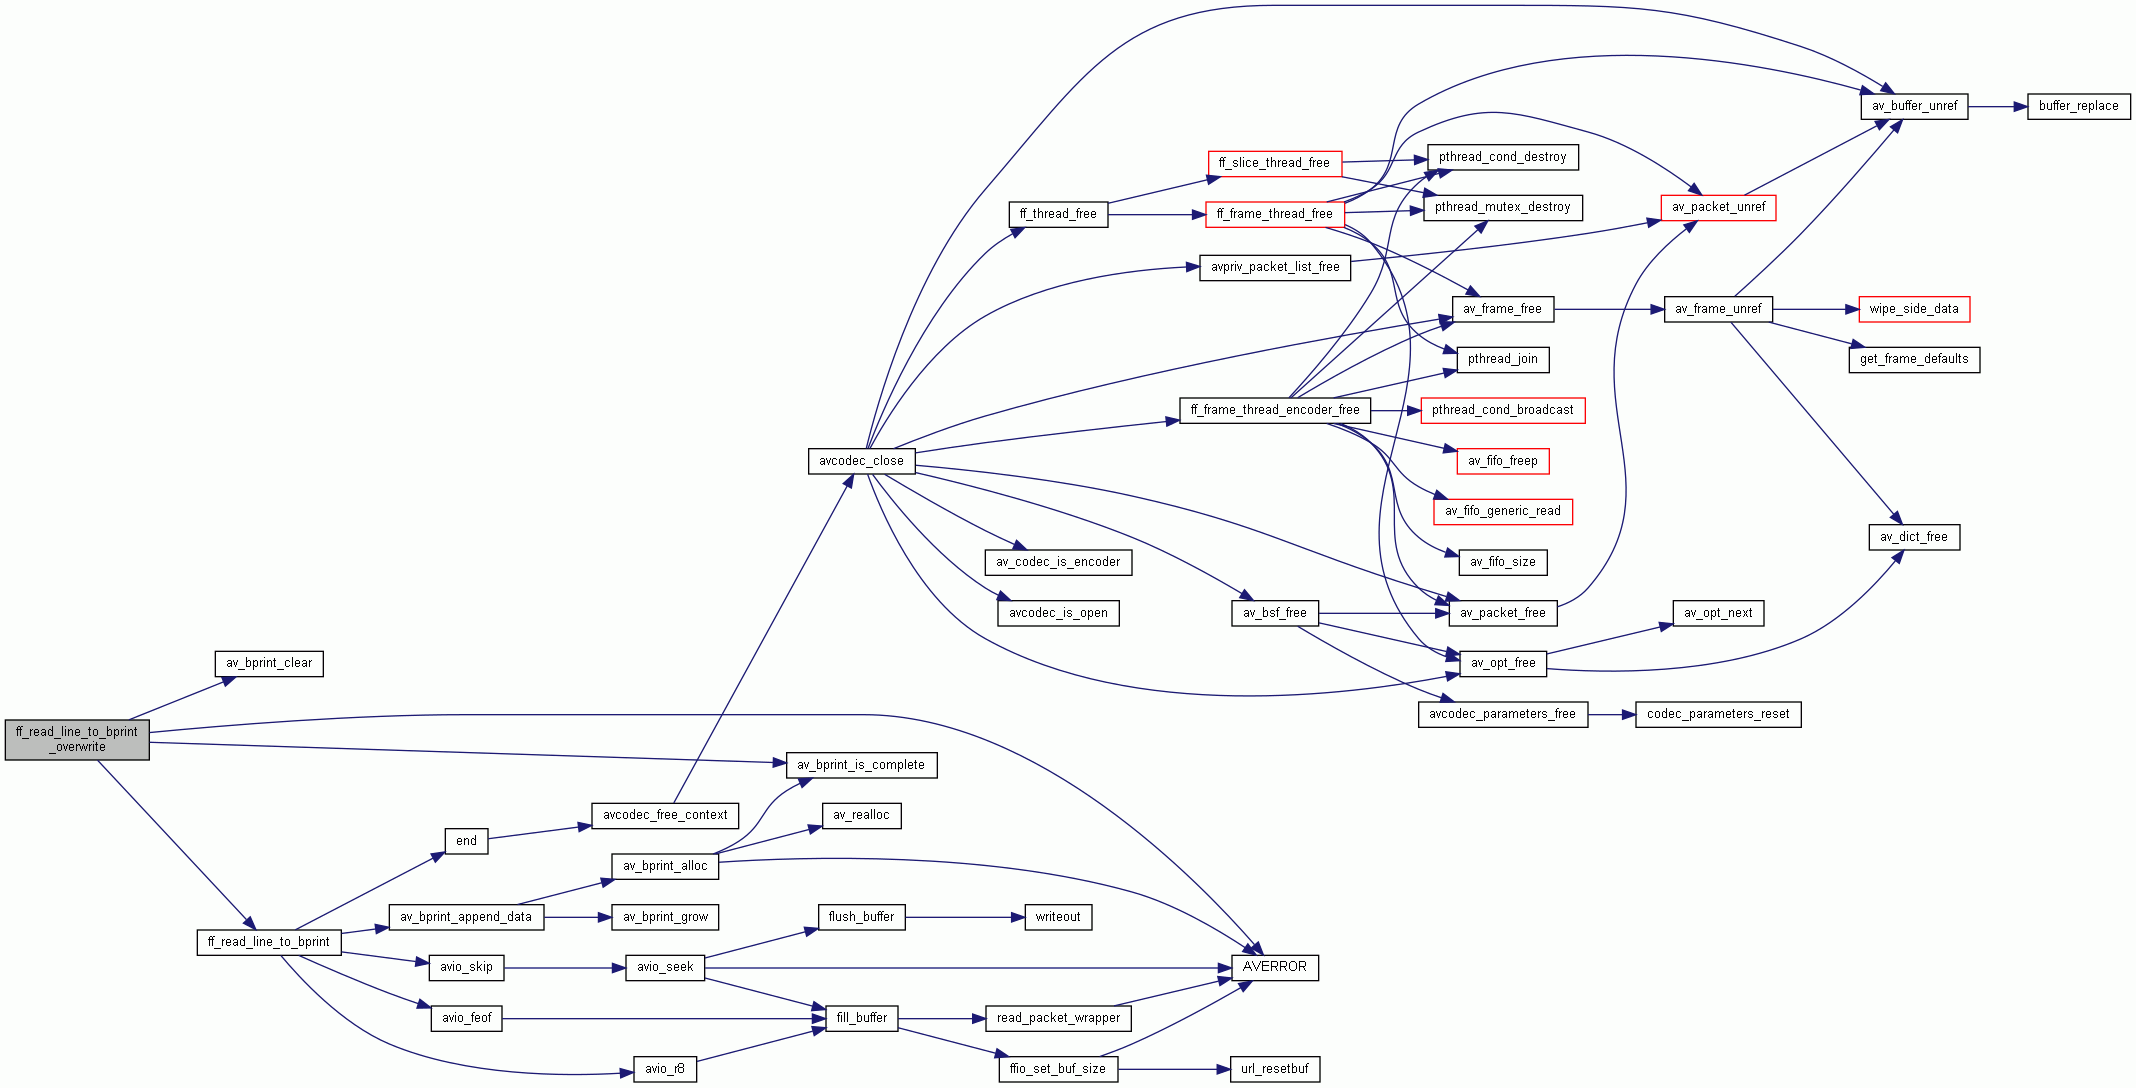 av_buffer_unref
buffer_replace
ff_slice_thread_free
pthread_cond_destroy
ff_thread_free
ff_frame_thread_free
pthread_mutex_destroy
av_packet_unref
avpriv_packet_list_free
av_frame_free
av_frame_unref
wipe_side_data
pthread_join
get_frame_defaults
ff_frame_thread_encoder_free
pthread_cond_broadcast
avcodec_close
av_fifo_freep
av_fifo_generic_read
av_dict_free
av_codec_is_encoder
av_fifo_size
avcodec_is_open
av_bsf_free
av_packet_free
av_opt_next
av_bprint_clear
av_opt_free
avcodec_parameters_free
codec_parameters_reset
ff_read_line_to_bprint
_overwrite
av_bprint_is_complete
avcodec_free_context
av_realloc
end
av_bprint_alloc
av_bprint_append_data
av_bprint_grow
flush_buffer
writeout
ff_read_line_to_bprint
avio_skip
avio_seek
AVERROR
avio_feof
fill_buffer
read_packet_wrapper
avio_r8
ffio_set_buf_size
url_resetbuf